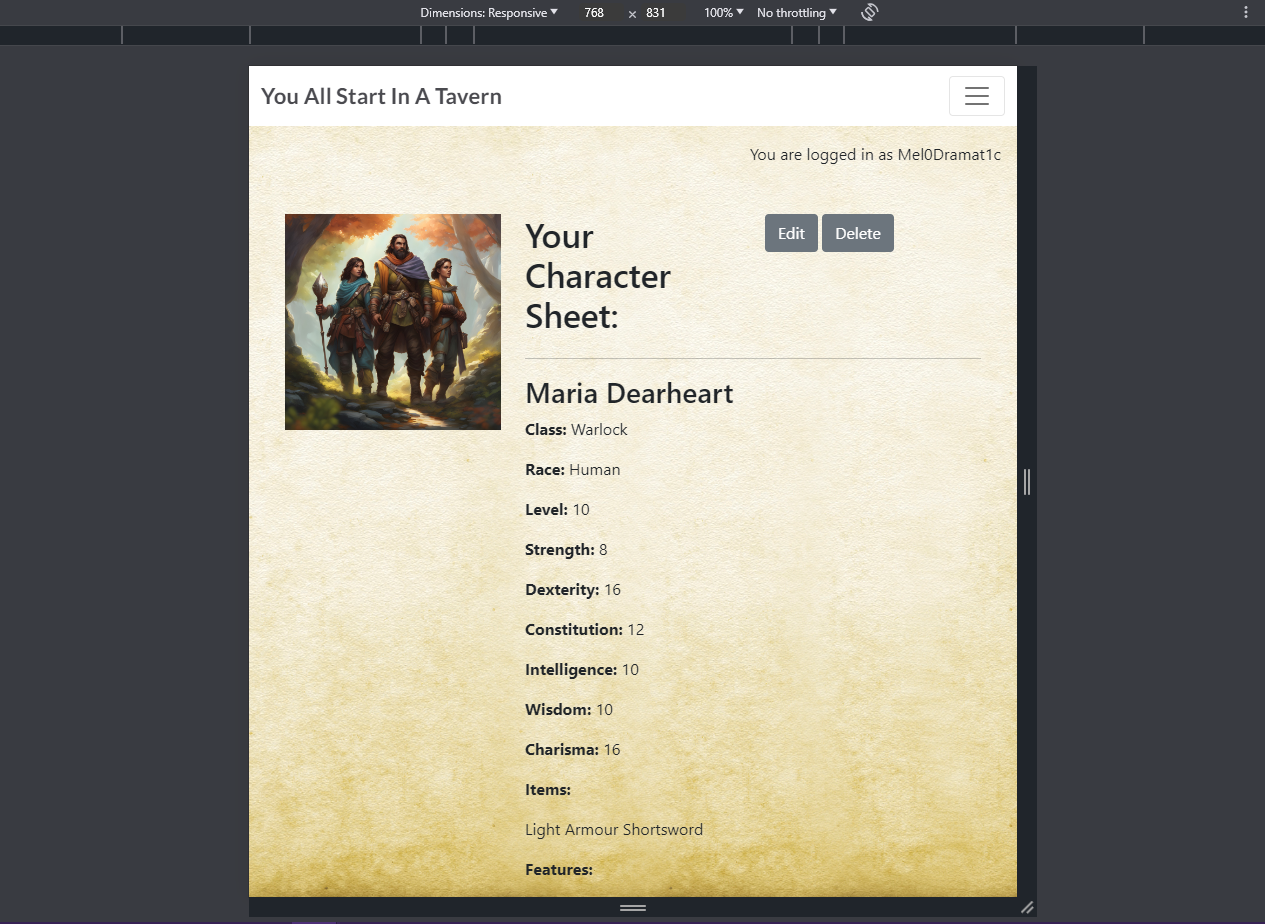 Dimensions: Responsive 768 × 831 100% No throttling
You All Start In A Tavern
You are logged in as Mel0Dramat1c
Your
Character
Sheet:
Edit Delete
Maria Dearheart
Class: Warlock
Race: Human
Level: 10
Strength: 8
Dexterity: 16
Constitution: 12
Intelligence: 10
Wisdom: 10
Charisma: 16
Items:
Light Armour Shortsword
Features: